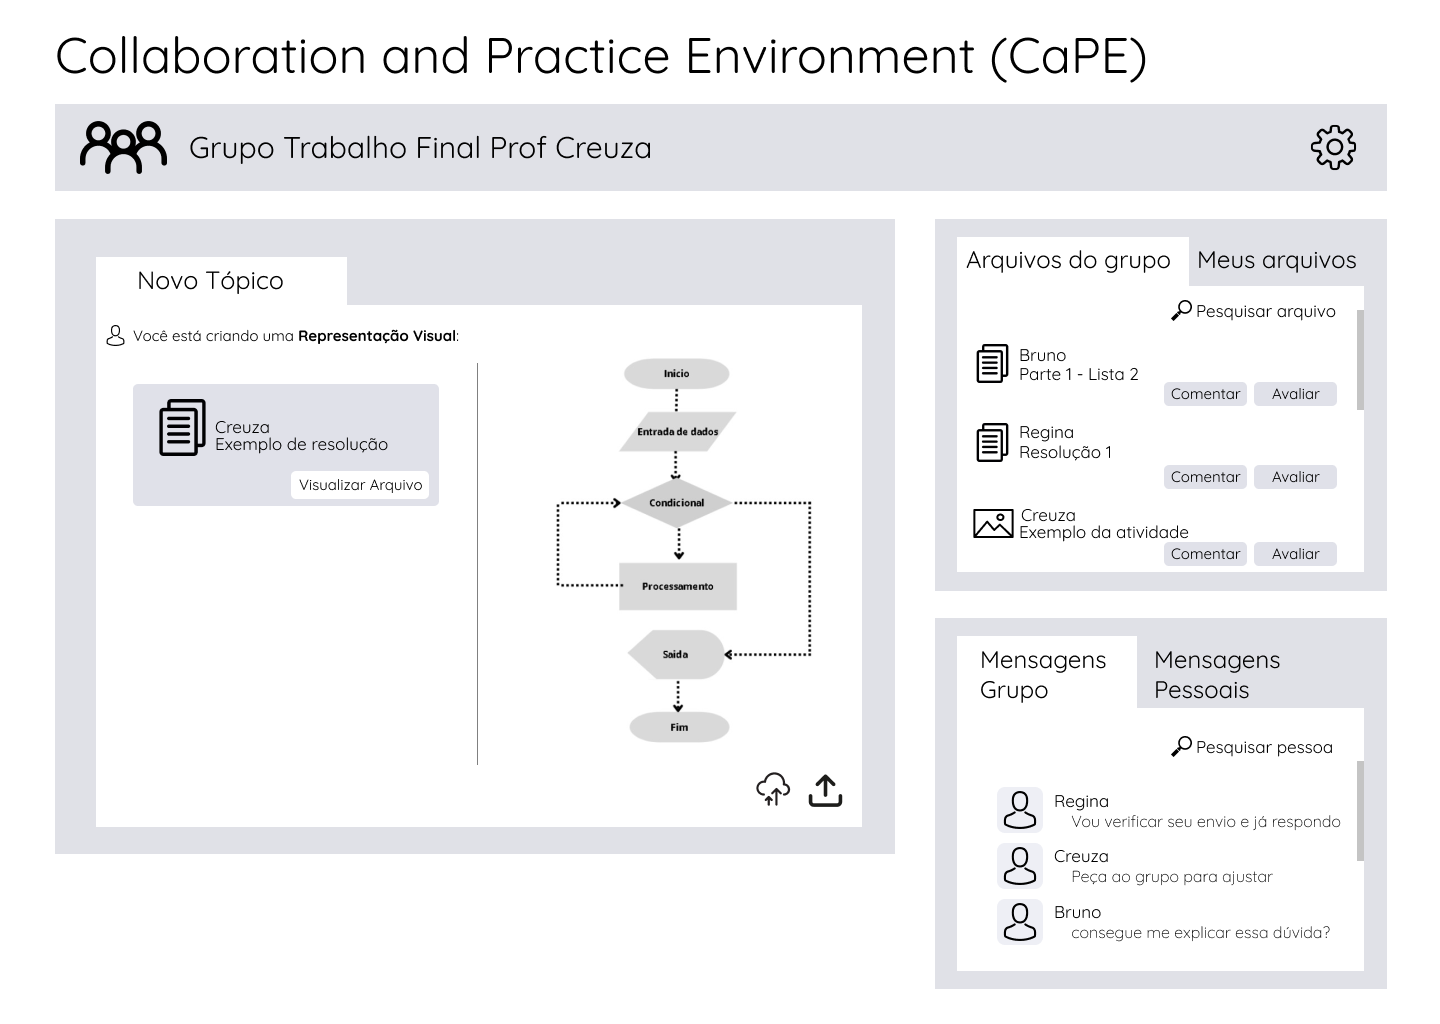 Collaboration and Practice Environment (CaPE)
Grupo Trabalho Final Prof Creuza
Novo Tópico
Você está criando uma Representação Visual:
Creuza
Exemplo de resolução
Visualizar Arquivo
Inicio
Entrada de dados
Condicional
Processamento
Saida
Fim
Arquivos do grupo
Meus arquivos
Pesquisar arquivo
Bruno
Parte 1 - Lista 2
Comentar
Avaliar
Regina
Resolução 1
Comentar
Avaliar
Creuza
Exemplo da atividade
Comentar
Avaliar
Mensagens
Grupo
Mensagens
Pessoais
Pesquisar pessoa
Regina
Vou verificar seu envio e já respondo
Creuza
Peça ao grupo para ajustar
Bruno
consegue me explicar essa dúvida?